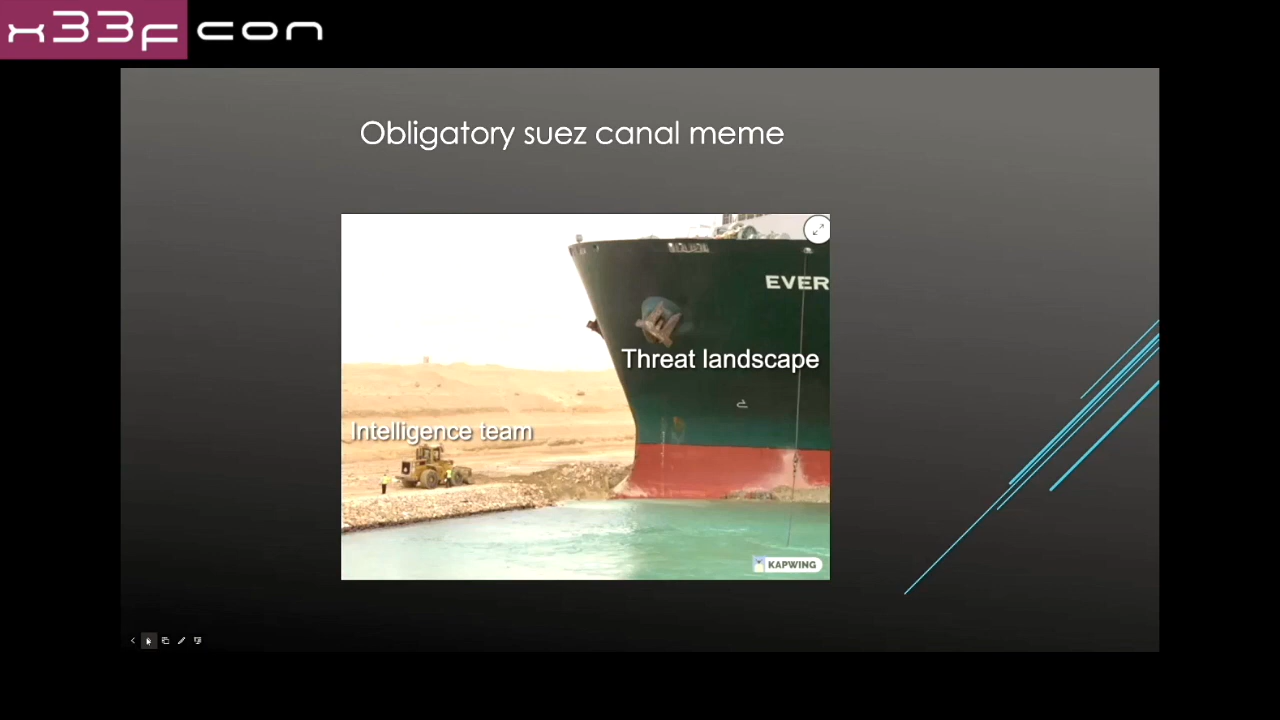 x33fcon
Obligatory suez canal meme
EVER
Threat landscape
Intelligence team
KAPWING